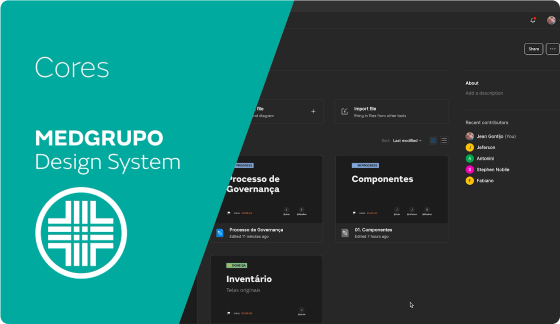 Cores
MEDGRUPO
Design System
Share
file
Import file
Bring in files from other tools
Sort: Last modified
About
Add a description
Recent contributors
Jean Gontijo (You)
Jeferson
Antonini
Stephen Noble
Fabiano
Processo de
Governança
Processo de Governança
Edited 11 minutes ago
Componentes
01. Componentes
Edited 7 hours ago
Inventário
Telas originais